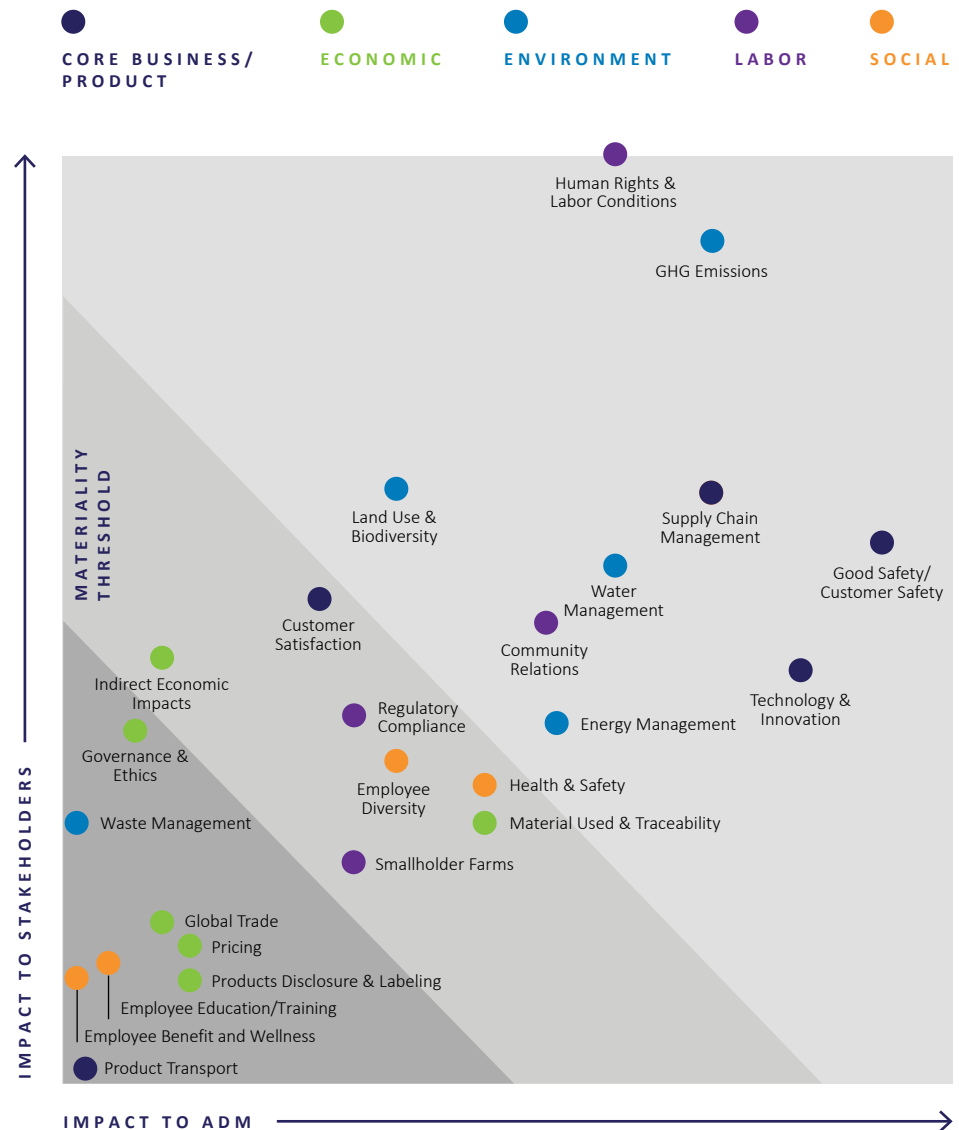 CORE BUSINESS/
PRODUCT
ECONOMIC
ENVIRONMENT
LABOR
SOCIAL
Human Rights &
Labor Conditions
GHG Emissions
MATERIALITY
THRESHOLD
Land Use &
Biodiversity
Supply Chain
Management
Good Safety/
Customer Safety
Water
Management
Customer
Satisfaction
Community
Relations
Indirect Economic
Impacts
Technology &
Innovation
Regulatory
Compliance
Energy Management
Governance &
Ethics
Employee
Diversity
Health & Safety
Waste Management
Material Used & Traceability
Smallholder Farms
Global Trade
Pricing
Products Disclosure & Labeling
Employee Education/Training
Employee Benefit and Wellness
Product Transport
IMPACT TO STAKEHOLDERS
IMPACT TO ADM